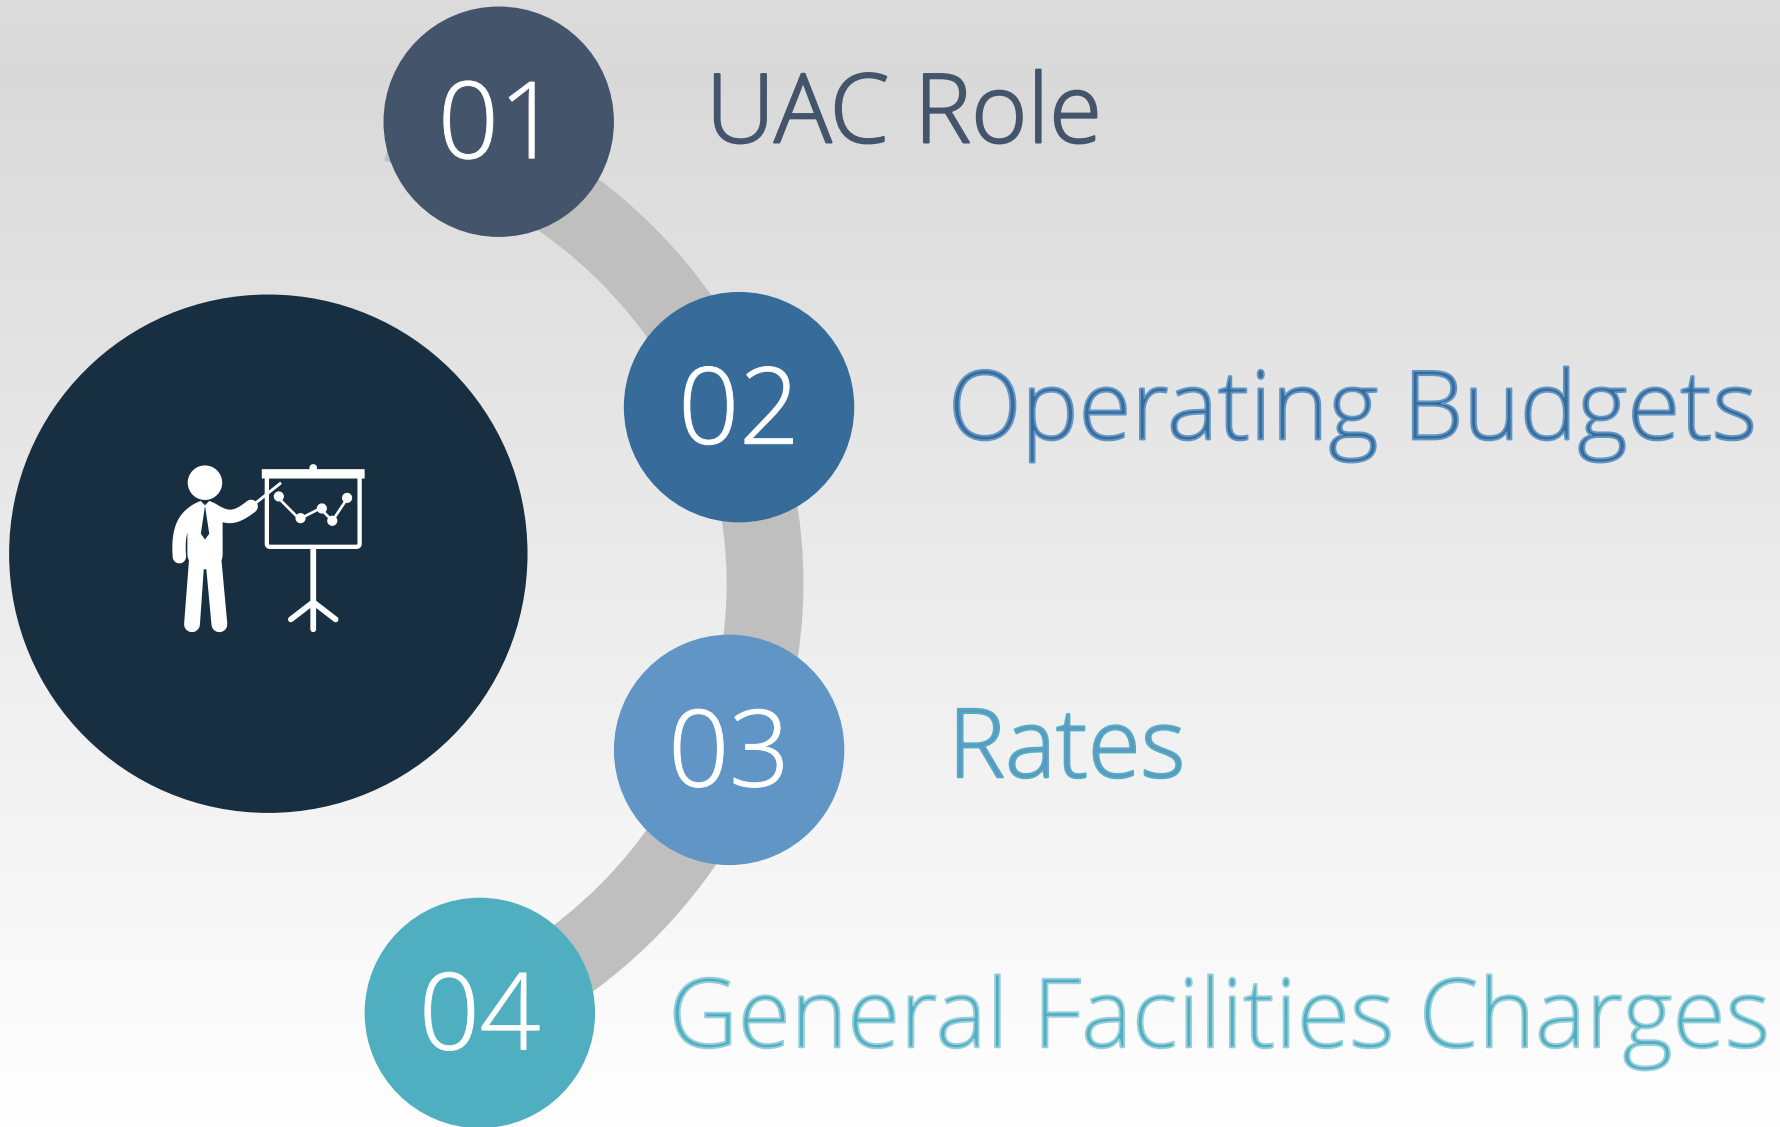 01
UAC Role
02
Operating Budgets
03
Rates
04
General Facilities Charges